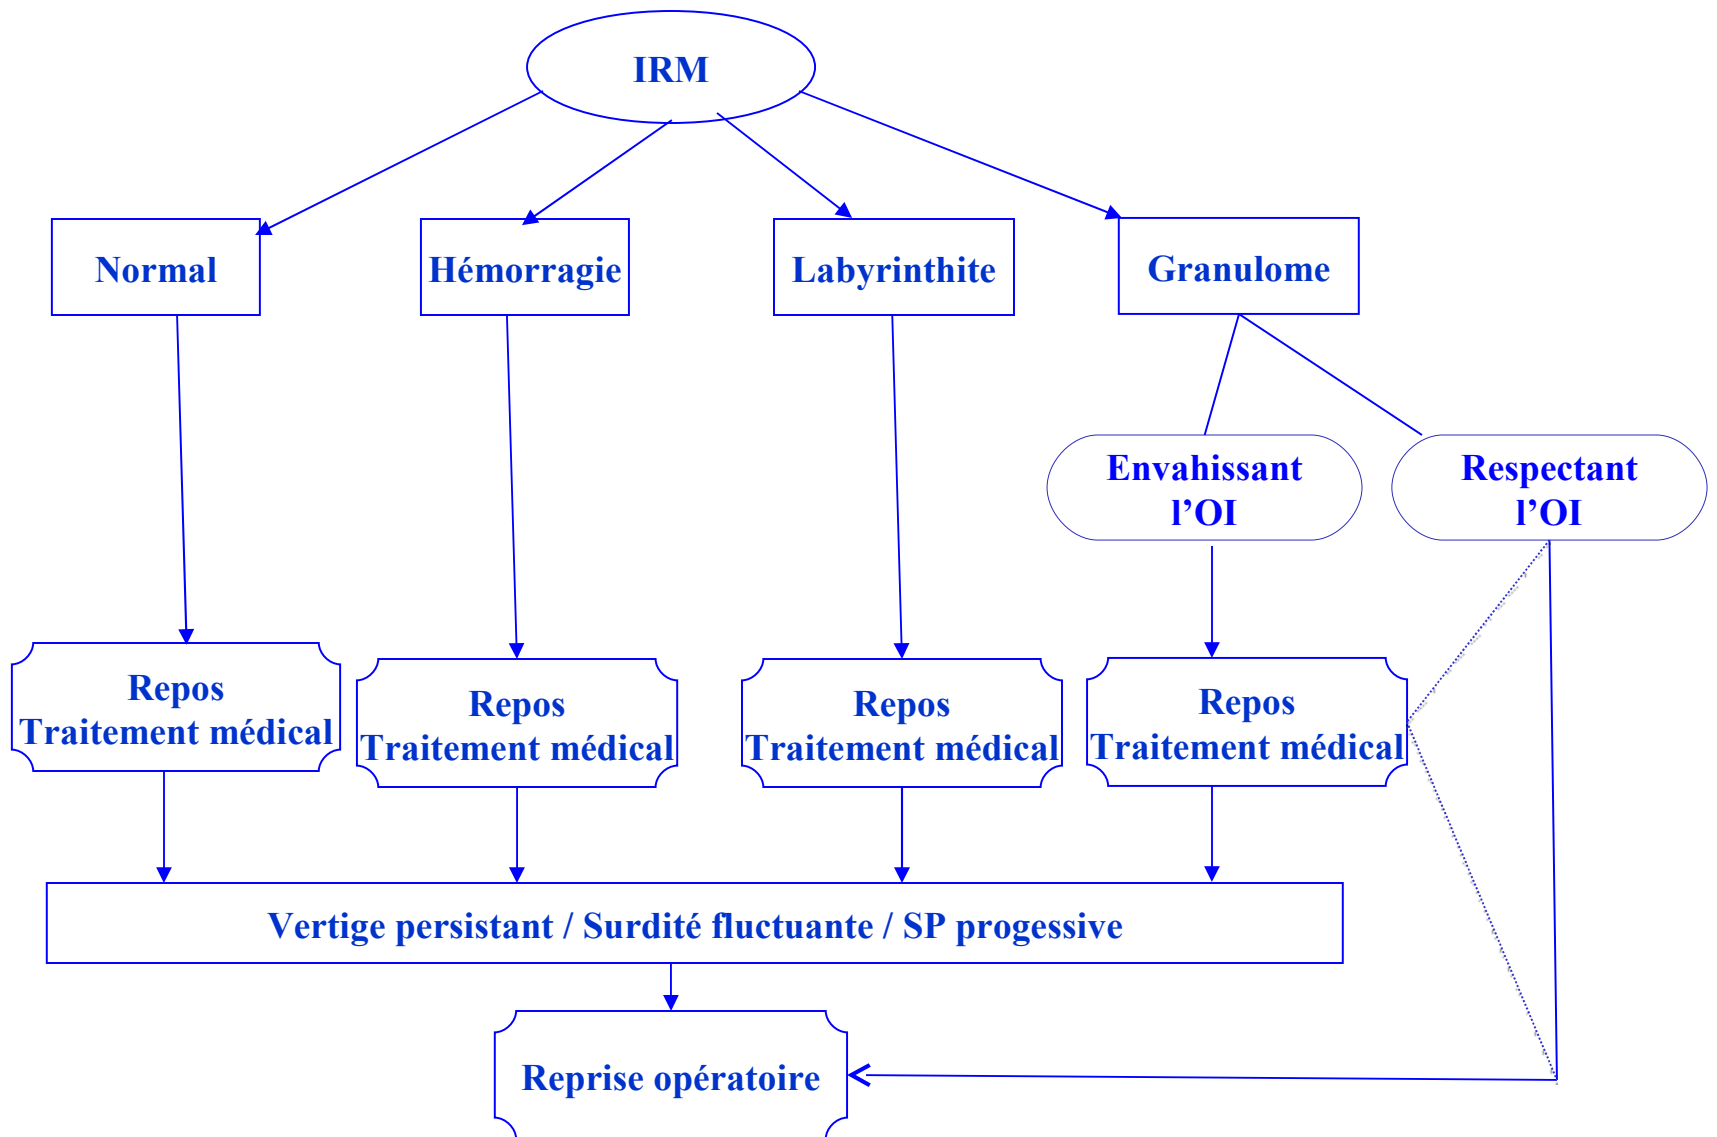 IRM
Normal
Hémorragie
Labyrinthite
Granulome
Envahissant
l’OI
Respectant
l’OI
Repos
Traitement médical
Repos
Traitement médical
Repos
Traitement médical
Repos
Traitement médical
Vertige persistant / Surdité fluctuante / SP progessive
Reprise opératoire